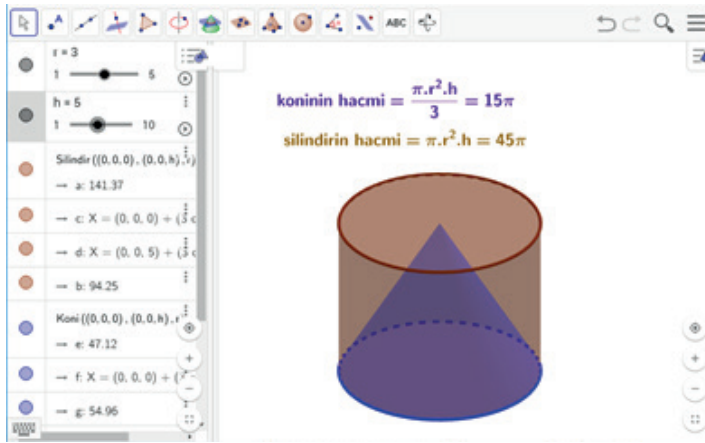 ABC
r = 3
1 5
h = 5
1 10
Silindir((0,0,0), (0,0,h),
→ a: 141.37
→ c: X = (0, 0, 0) + (3 c
→ d: X = (0, 0, 5) + (3 c
→ b: 94.25
Koni((0,0,0), (0,0,h), r
→ e: 47.12
→ f: X = (0, 0, 0) + (3
→ g: 54.96
koninin hacmi = π.r².h / 3 = 15π
silindirin hacmi = π.r².h = 45π